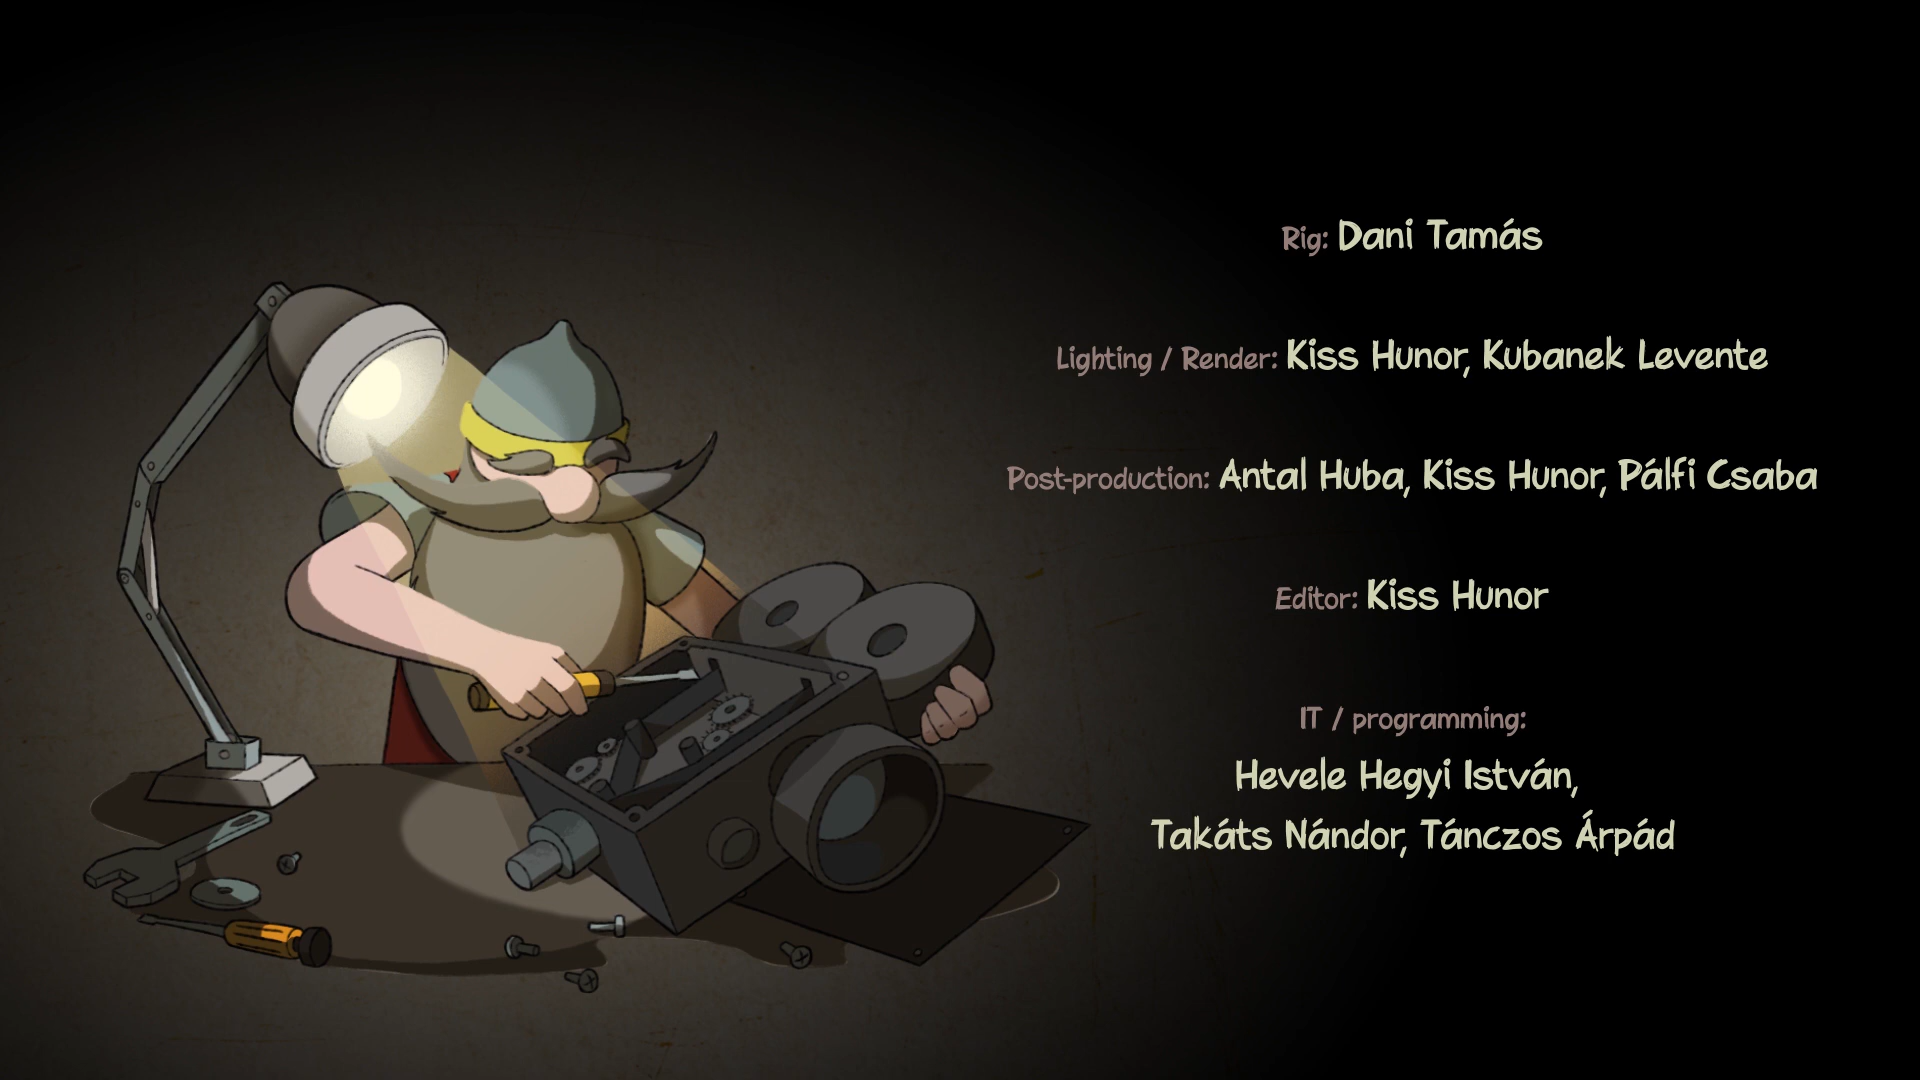 Rig: Dani Tamás
Lighting / Render: Kiss Hunor, Kubanek Levente
Post-production: Antal Huba, Kiss Hunor, Pálfi Csaba
Editor: Kiss Hunor
IT / programming:
Hevele Hegyi István,
Takáts Nándor, Tánczos Árpád